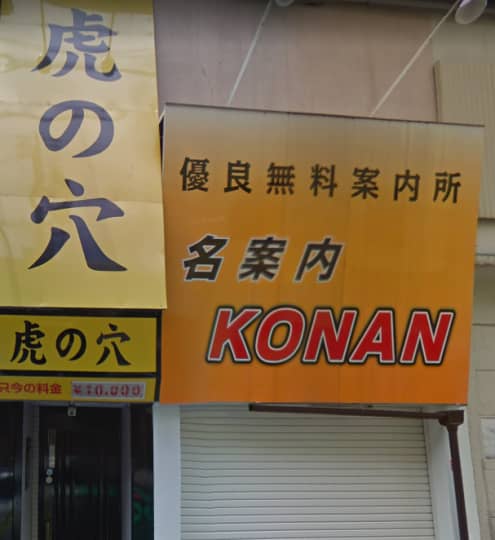 虎の穴
虎の穴
只今の料金 ¥10,000
優良無料案内所
名案内
KONAN